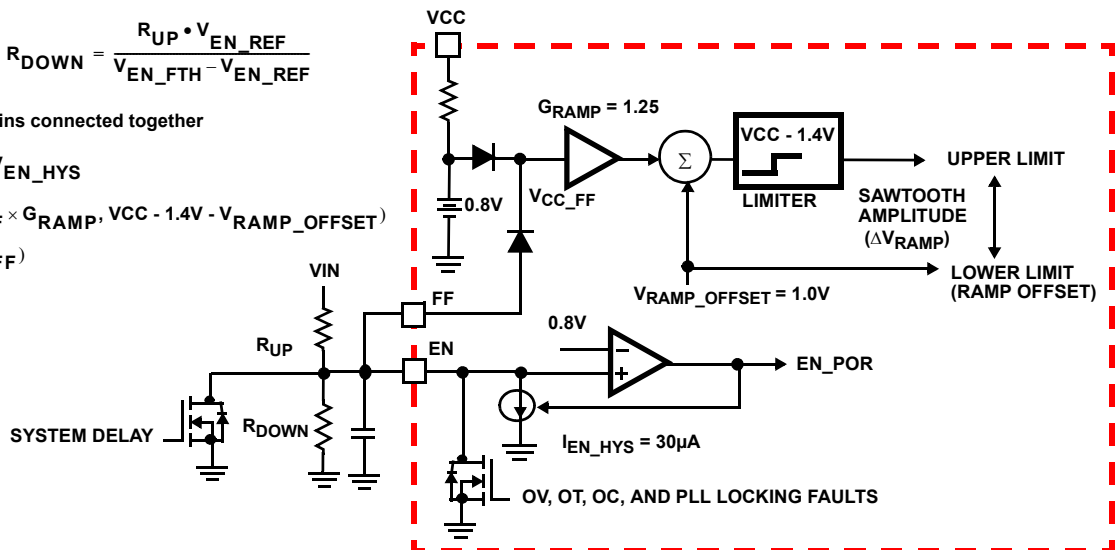 R_DOWN = (R_UP • V_EN_REF) / (V_EN_FTH – V_EN_REF)
ins connected together
EN_HYS
× G_RAMP, VCC - 1.4V - V_RAMP_OFFSET)
FF)
VCC
G_RAMP = 1.25
Σ
VCC - 1.4V
LIMITER
UPPER LIMIT
0.8V
V_CC_FF
SAWTOOTH
AMPLITUDE
(ΔV_RAMP)
LOWER LIMIT
(RAMP OFFSET)
V_RAMP_OFFSET = 1.0V
VIN
FF
R_UP
EN
0.8V
–
+
EN_POR
SYSTEM DELAY
R_DOWN
I_EN_HYS = 30µA
OV, OT, OC, AND PLL LOCKING FAULTS